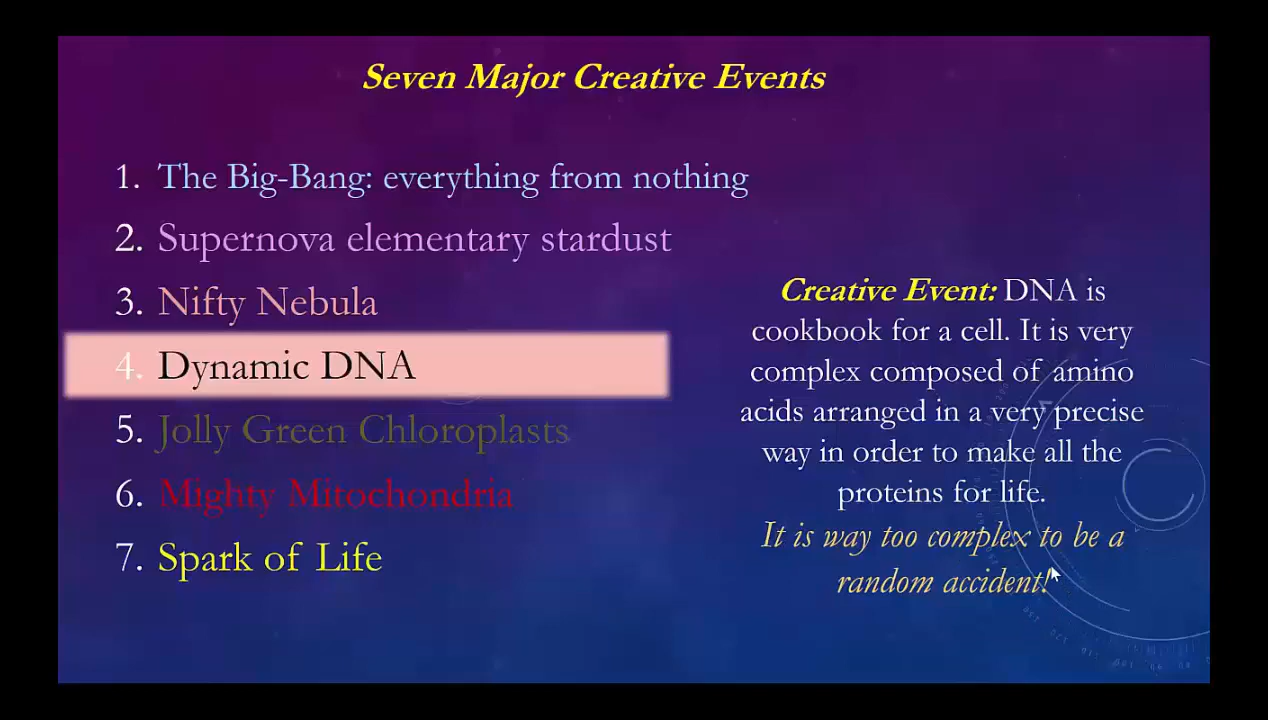 Seven Major Creative Events
1. The Big-Bang: everything from nothing
2. Supernova elementary stardust
3. Nifty Nebula
4. Dynamic DNA
5. Jolly Green Chloroplasts
6. Mighty Mitochondria
7. Spark of Life
Creative Event: DNA is
cookbook for a cell. It is very
complex composed of amino
acids arranged in a very precise
way in order to make all the
proteins for life.
It is way too complex to be a
random accident!